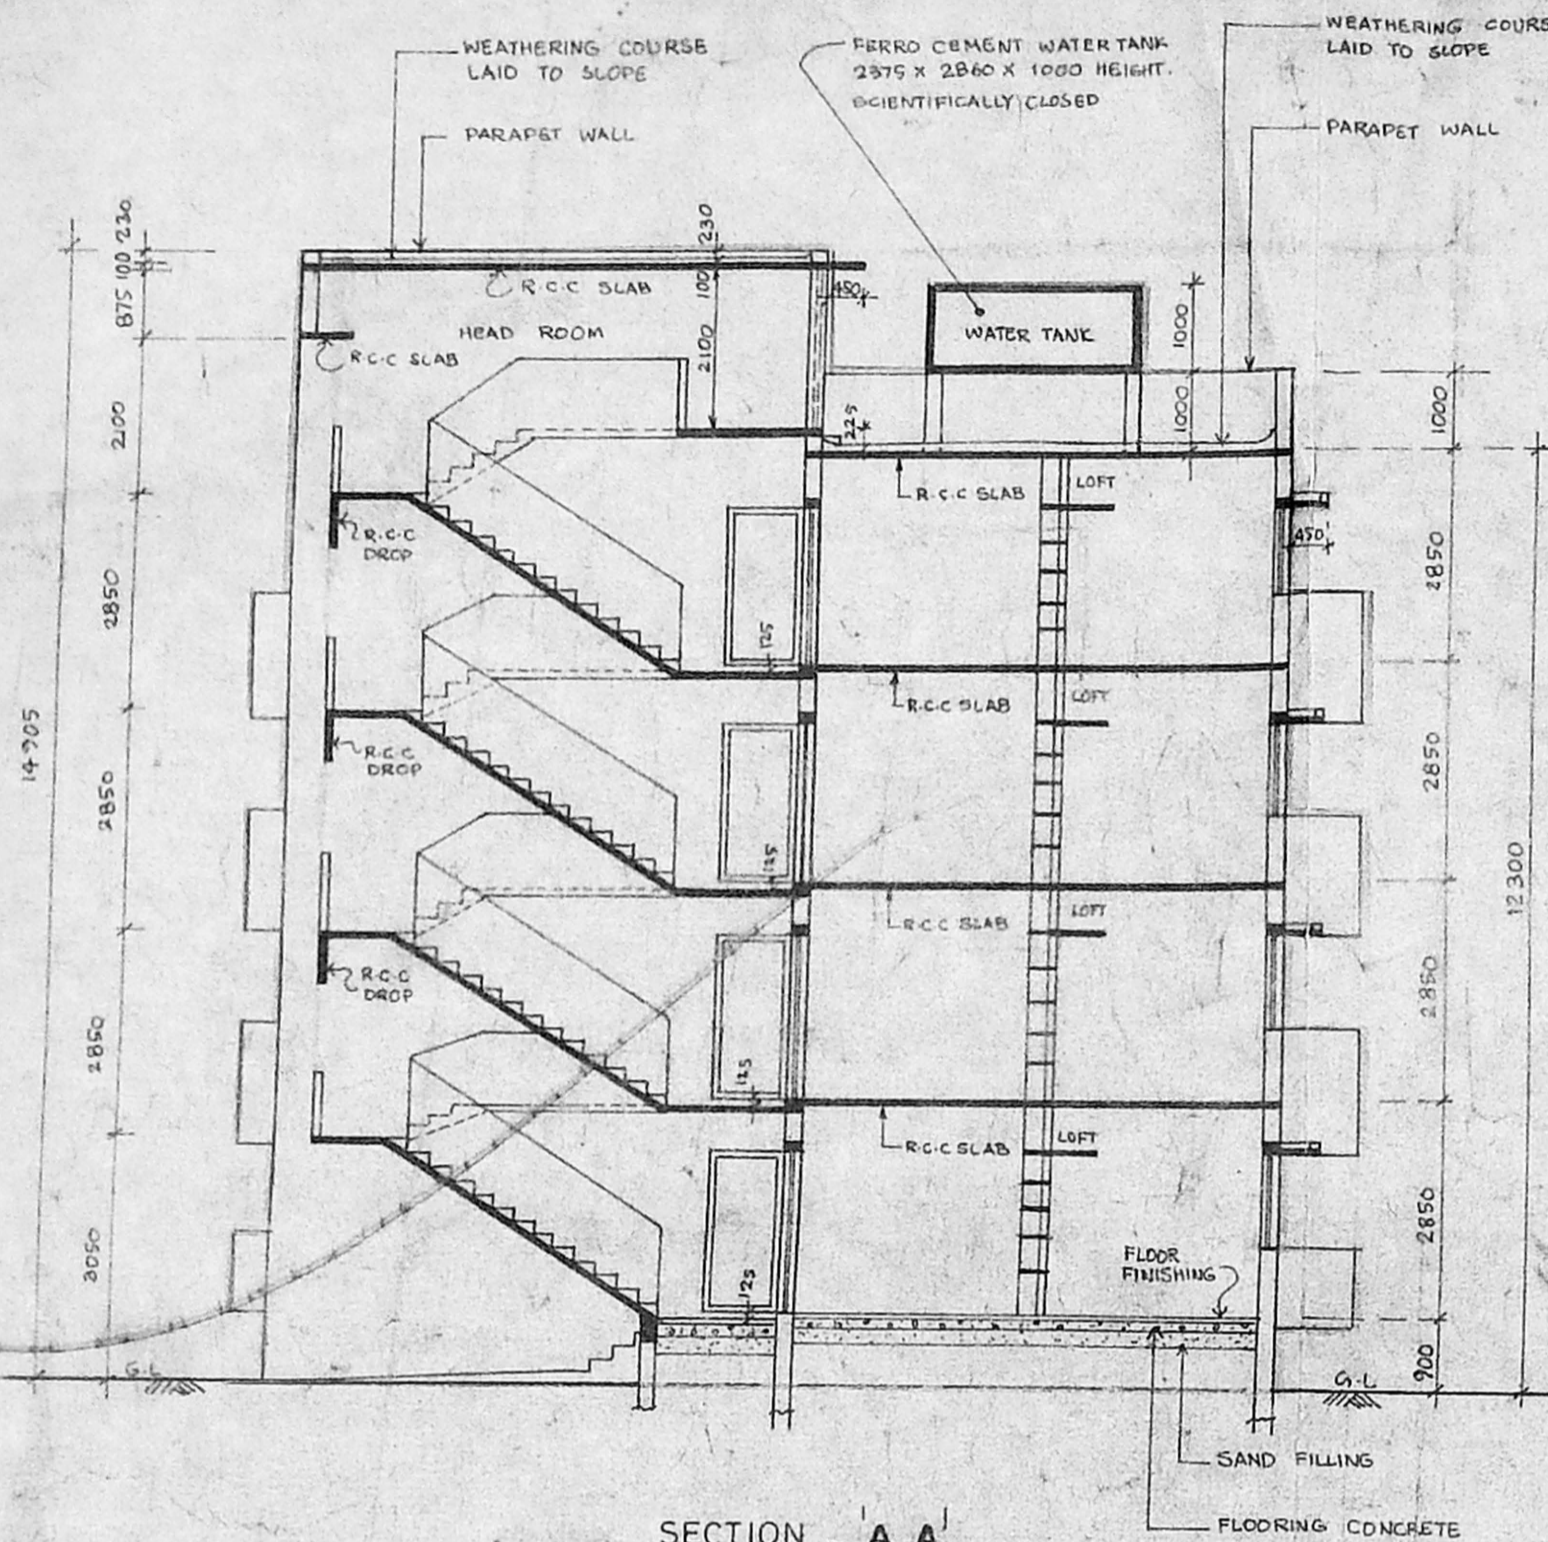 WEATHERING COURSE
LAID TO SLOPE
PARAPET WALL
FERRO CEMENT WATER TANK
2375 X 2860 X 1000 HEIGHT.
SCIENTIFICALLY CLOSED
WEATHERING COURS
LAID TO SLOPE
PARAPET WALL
230
100
875
2100
2850
2850
2850
3050
14905
230
100
2100
R.C.C SLAB
HEAD ROOM
R.C.C SLAB
450
WATER TANK
1000
1000
225
1000
R.C.C SLAB
LOFT
450
2850
R.C.C
DROP
125
R.C.C SLAB
LOFT
2850
R.C.C
DROP
125
R.C.C SLAB
LOFT
2850
12300
R.C.C
DROP
125
R.C.C SLAB
LOFT
2850
125
FLOOR
FINISHING
900
G.L
G.L
SAND FILLING
FLOORING CONCRETE
SECTION 'A A'